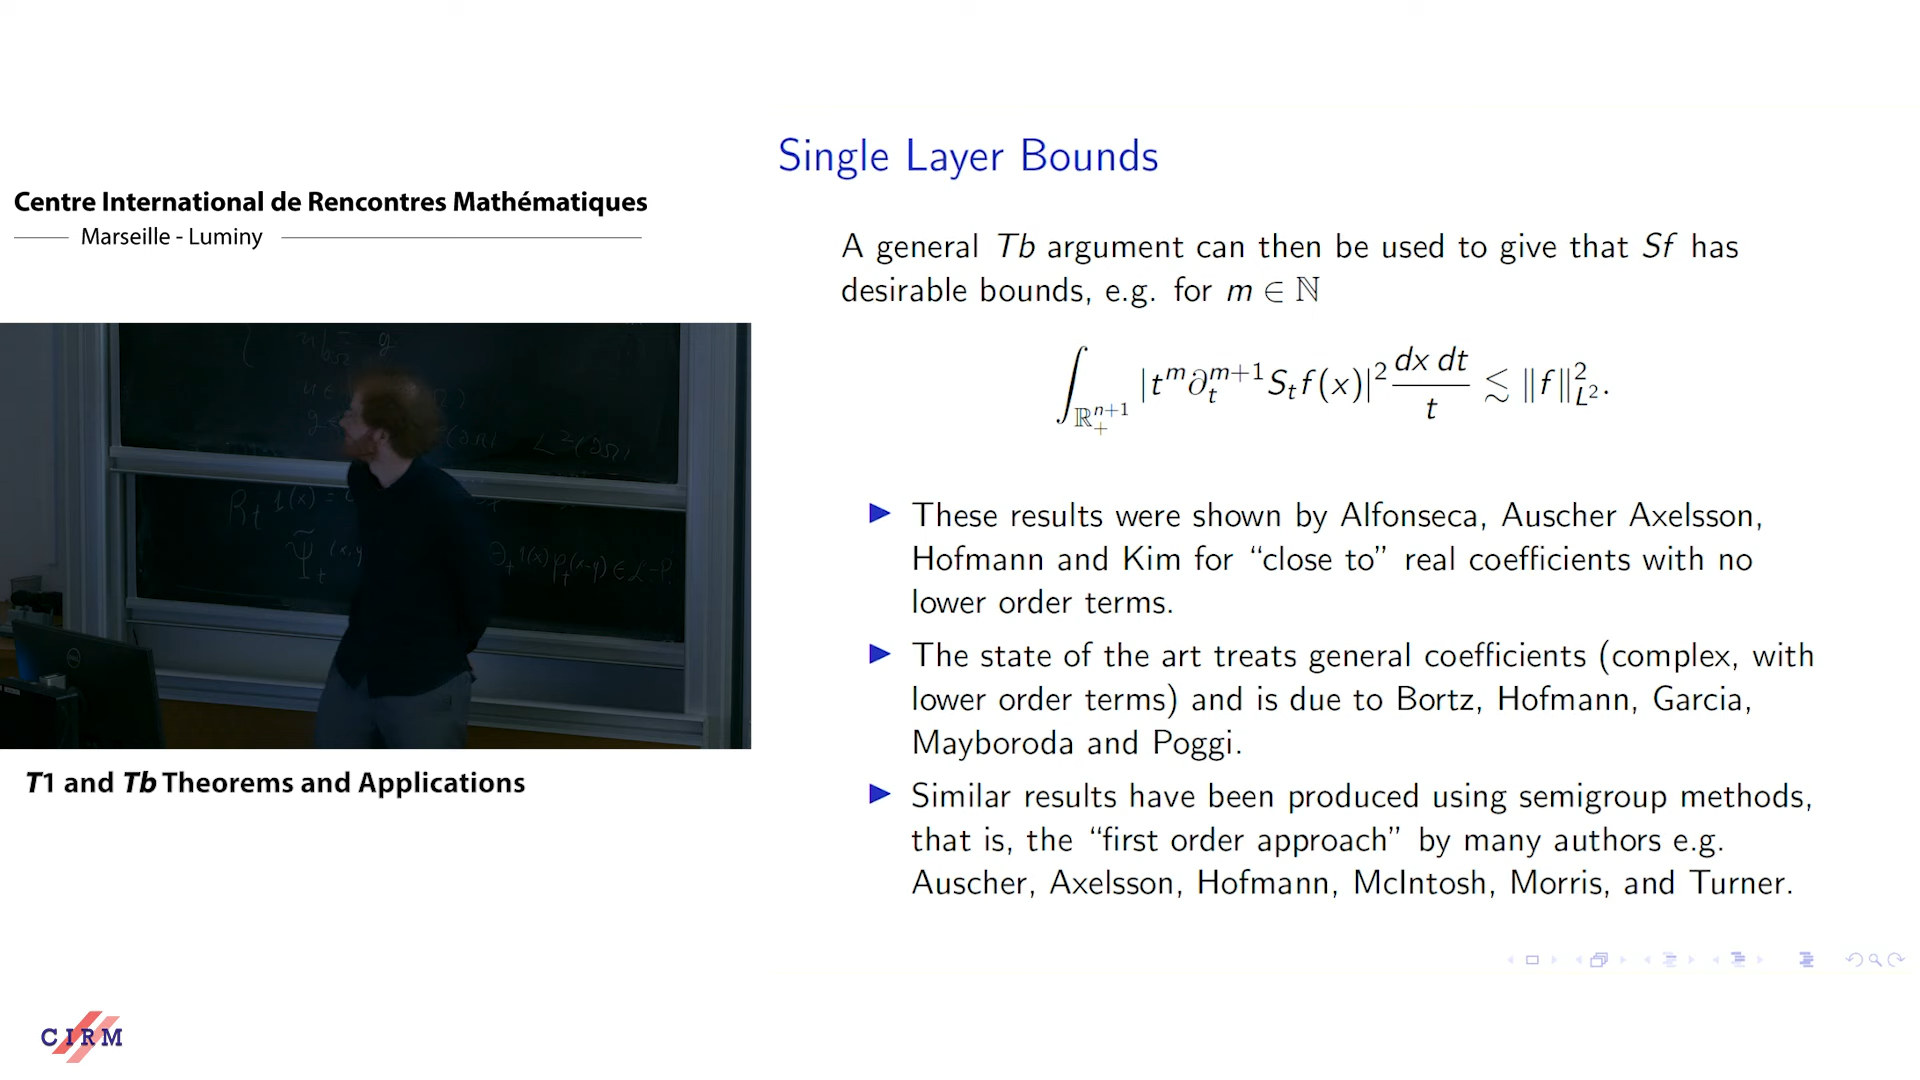 Centre International de Rencontres Mathématiques
Marseille - Luminy
T1 and Tb Theorems and Applications
CIRM
Single Layer Bounds
A general Tb argument can then be used to give that Sf has
desirable bounds, e.g. for m ∈ ℕ
∫_{ℝ^{n+1}_+} |t^m ∂_t^{m+1} S_t f(x)|² dx dt / t ≲ ‖f‖²_{L²}.
▶ These results were shown by Alfonseca, Auscher Axelsson,
Hofmann and Kim for “close to” real coefficients with no
lower order terms.
▶ The state of the art treats general coefficients (complex, with
lower order terms) and is due to Bortz, Hofmann, Garcia,
Mayboroda and Poggi.
▶ Similar results have been produced using semigroup methods,
that is, the “first order approach” by many authors e.g.
Auscher, Axelsson, Hofmann, McIntosh, Morris, and Turner.